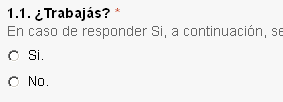 1.1. ¿Trabajás? *
En caso de responder Si, a continuación, se
Si.
No.